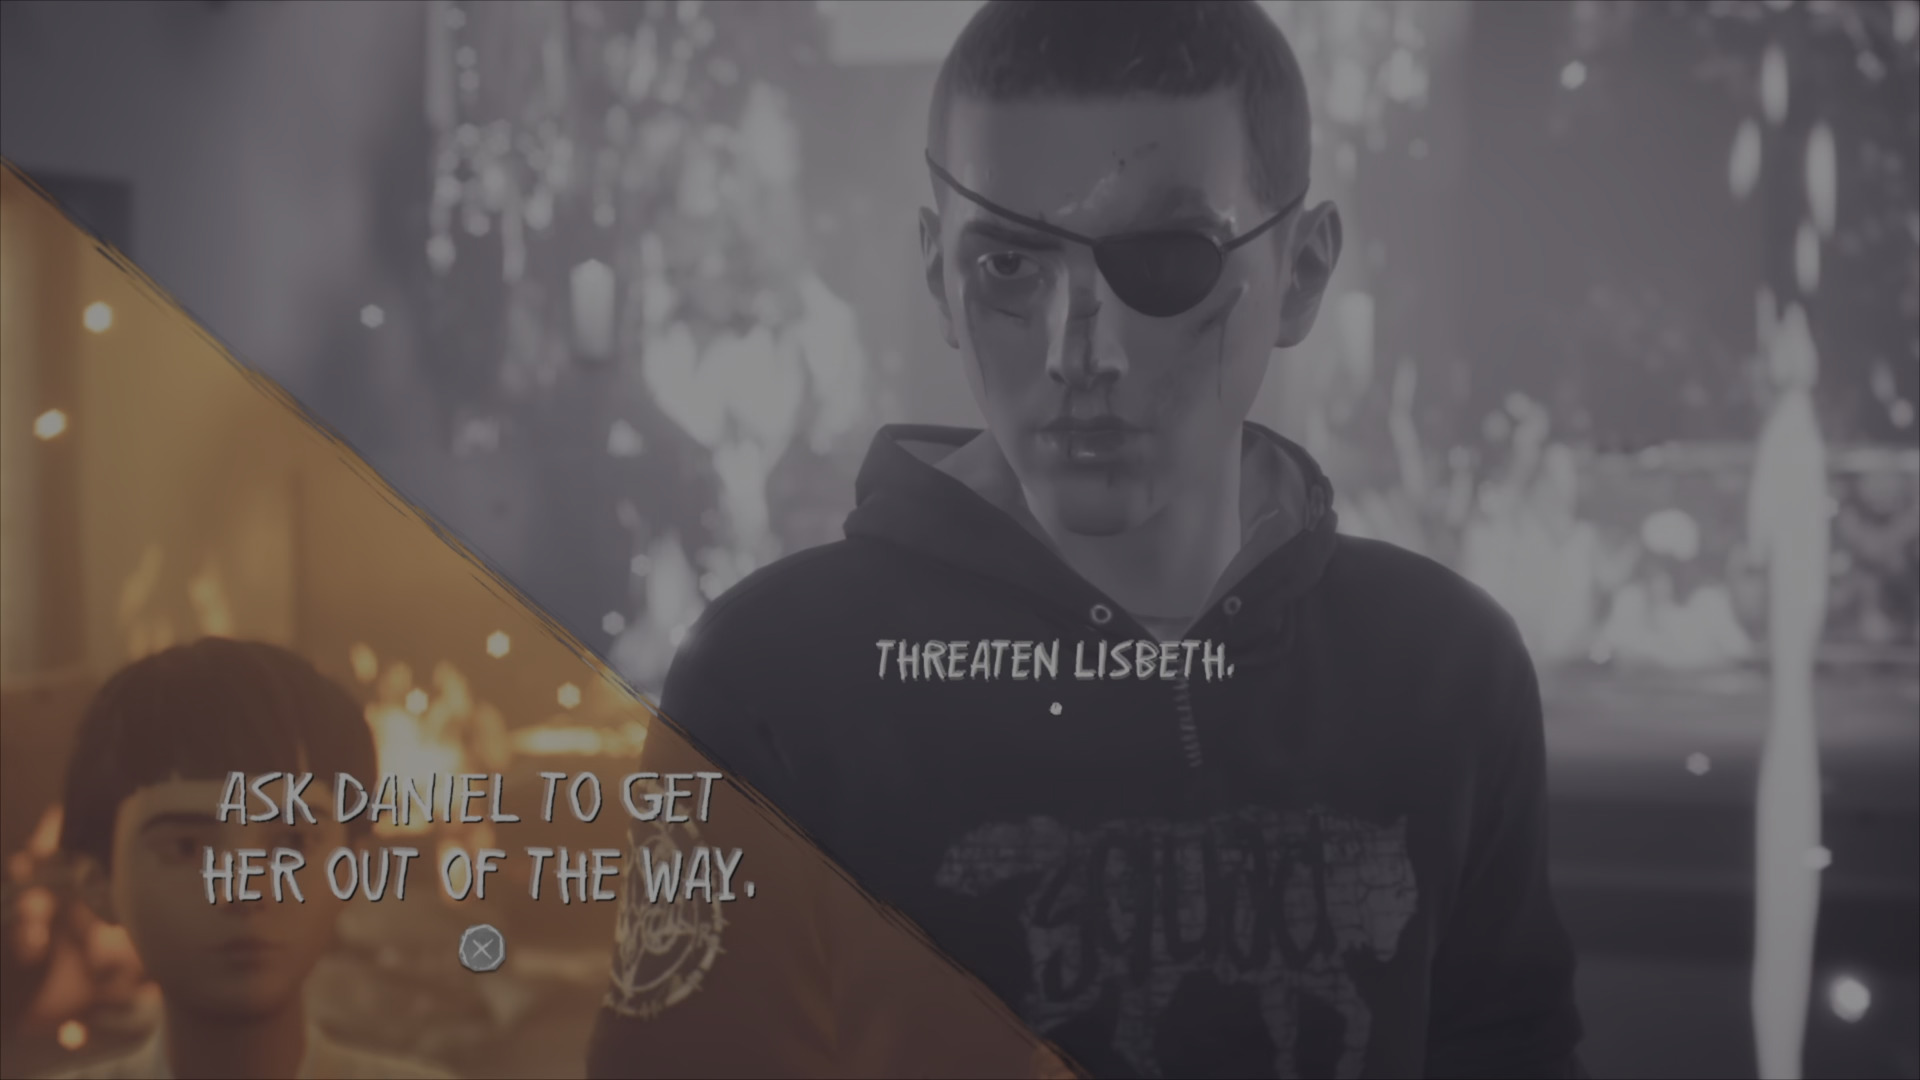 THREATEN LISBETH.
ASK DANIEL TO GET
HER OUT OF THE WAY.